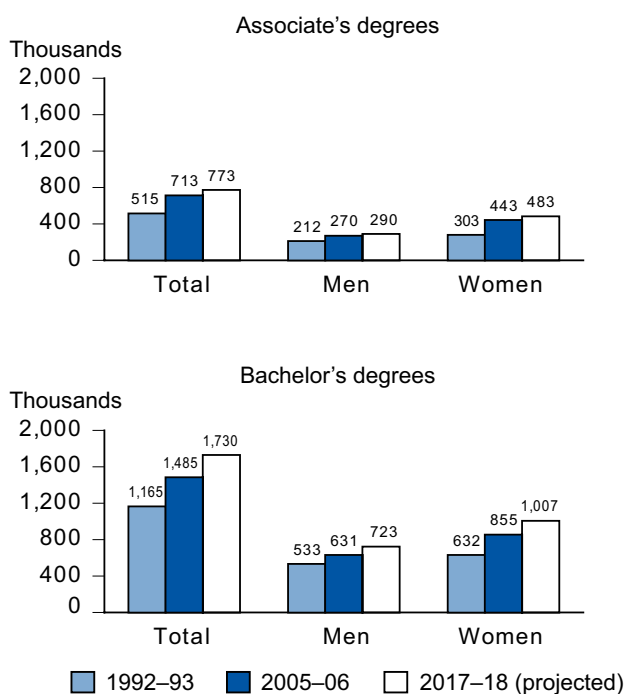 Associate's degrees
Thousands
2,000
1,600
1,200
800
400
0
515 713 773
212 270 290
303 443 483
Total Men Women
Bachelor's degrees
Thousands
2,000
1,600
1,200
800
400
0
1,165 1,485 1,730
533 631 723
632 855 1,007
Total Men Women
1992–93 2005–06 2017–18 (projected)